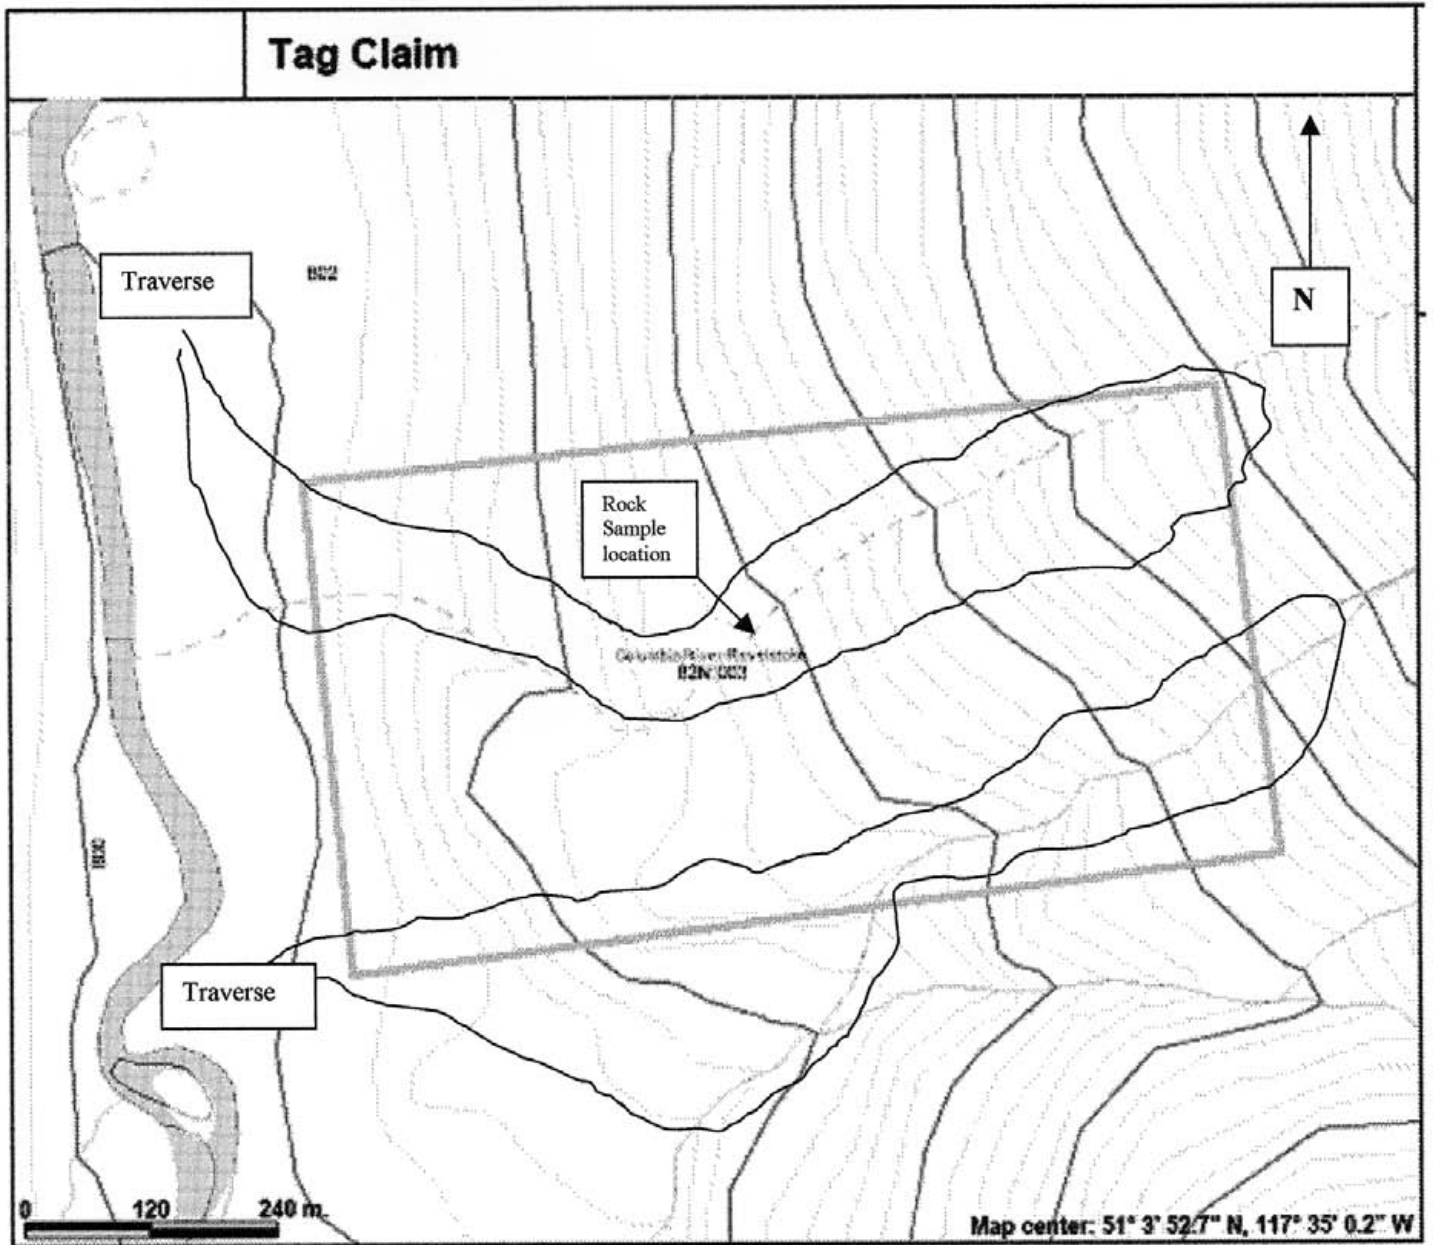 Tag Claim
Traverse
N
Rock
Sample
location
Traverse
0 120 240 m.
Map center: 51° 3' 52.7" N, 117° 35' 0.2" W